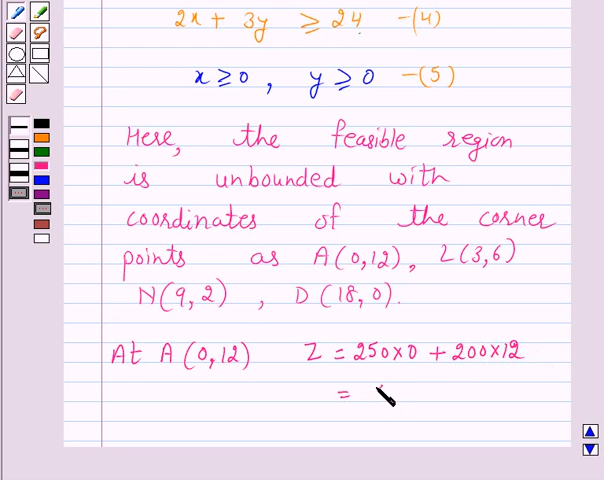 2x + 3y ≥ 24 -(4)
x ≥ 0 , y ≥ 0 -(5)
Here, the feasible region
is unbounded with
coordinates of the corner
points as A(0,12), L(3,6)
N(9,2) , D(18,0).
At A(0,12) Z = 250×0 + 200×12
=